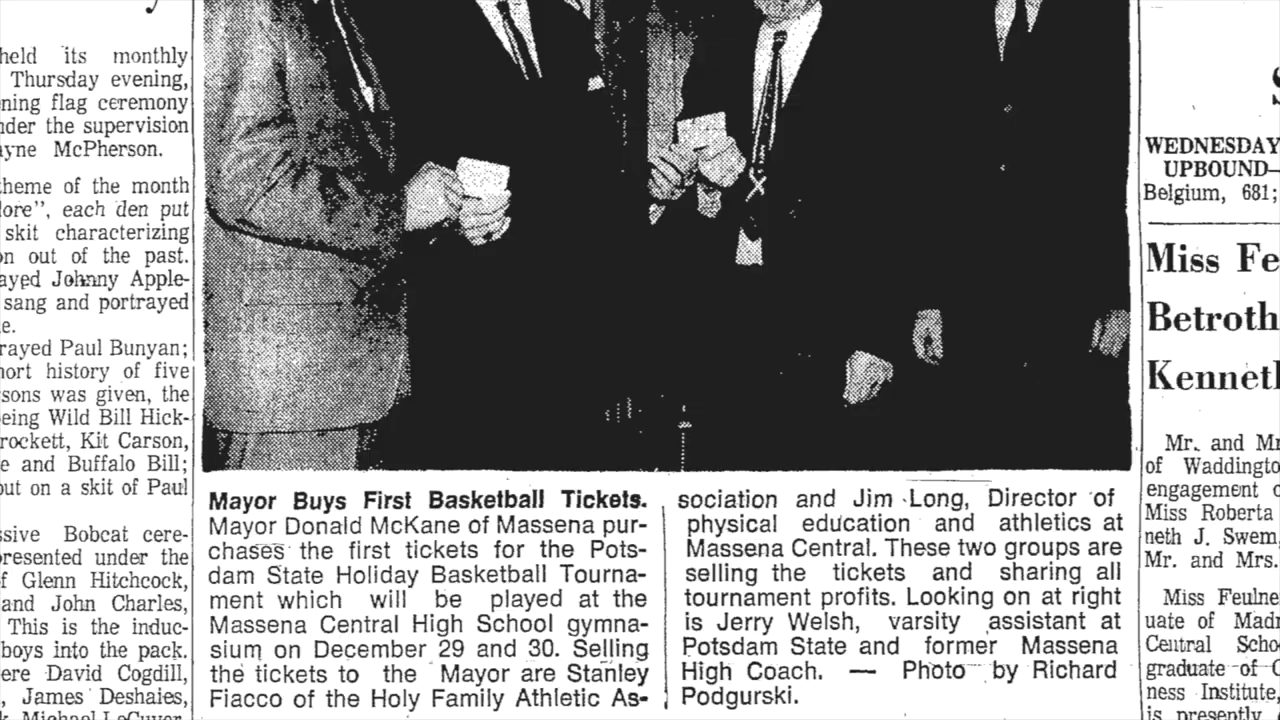 held its monthly
Thursday evening,
ning flag ceremony
nder the supervision
ayne McPherson.
theme of the month
lore", each den put
skit characterizing
on out of the past.
ayed Johnny Apple-
sang and portrayed
e.
rayed Paul Bunyan;
hort history of five
sons was given, the
eing Wild Bill Hick-
rockett, Kit Carson,
e and Buffalo Bill;
out on a skit of Paul
ssive Bobcat cere-
presented under the
f Glenn Hitchcock,
and John Charles,
This is the induc-
boys into the pack.
ere David Cogdill,
, James Deshaies,
Michael LeCuyer,
Mayor Buys First Basketball Tickets.
Mayor Donald McKane of Massena pur-
chases the first tickets for the Pots-
dam State Holiday Basketball Tourna-
ment which will be played at the
Massena Central High School gymna-
sium on December 29 and 30. Selling
the tickets to the Mayor are Stanley
Fiacco of the Holy Family Athletic As-
sociation and Jim Long, Director of
physical education and athletics at
Massena Central. These two groups are
selling the tickets and sharing all
tournament profits. Looking on at right
is Jerry Welsh, varsity assistant at
Potsdam State and former Massena
High Coach. — Photo by Richard
Podgurski.
S
WEDNESDAY
UPBOUND—
Belgium, 681;
Miss Fe
Betroth
Kennet
Mr. and Mr
of Waddingto
engagement o
Miss Roberta
neth J. Swem,
Mr. and Mrs.
Miss Feulne
uate of Madr
Central Scho
graduate of C
ness Institute,
is presently